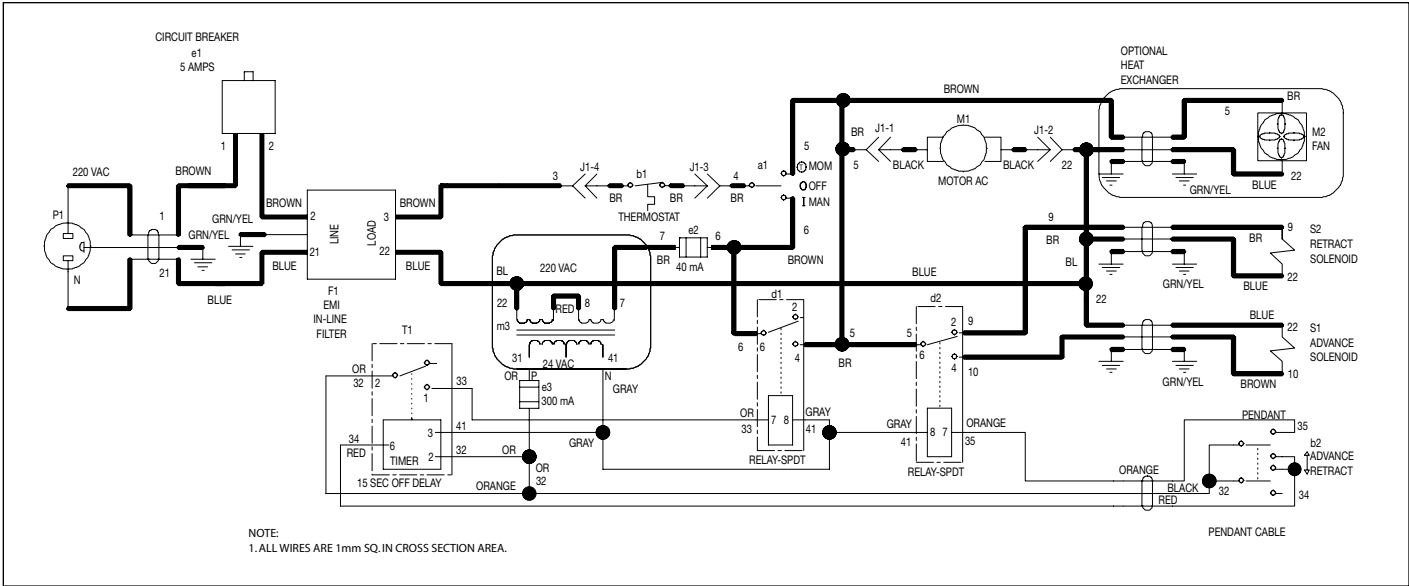 CIRCUIT BREAKER
e1
5 AMPS
1
2
220 VAC
P1
N
BROWN
1
GRN/YEL
GRN/YEL
21
BLUE
BROWN
2
21
LINE
LOAD
3
22
F1
EMI
IN-LINE
FILTER
BROWN
BLUE
3
J1-4
BR
b1
THERMOSTAT
BR
J1-3
4
BR
a1
5
MOM
OFF
I MAN
6
BROWN
7
BR
e2
6
40 mA
BL
22
220 VAC
RED
8
7
m3
31
24 VAC
41
OR
P
N
GRAY
e3
300 mA
GRAY
OR
OR
32
ORANGE
T1
OR
32
2
1
33
34
RED
6
3
2
TIMER
41
32
15 SEC OFF DELAY
BLUE
d1
2
6
6
4
5
BR
OR
33
7 8
GRAY
41
RELAY-SPDT
d2
5
2
6
4
9
10
GRAY
41
8 7
ORANGE
35
RELAY-SPDT
BROWN
BR
5
J1-1
BLACK
M1
MOTOR AC
BLACK
J1-2
22
OPTIONAL
HEAT
EXCHANGER
5
BR
M2
FAN
22
BLUE
GRN/YEL
9
BR
BL
22
9
BR
22
BLUE
GRN/YEL
S2
RETRACT
SOLENOID
BLUE
22
GRN/YEL
BROWN
10
S1
ADVANCE
SOLENOID
PENDANT
35
b2
ADVANCE
RETRACT
34
32
ORANGE
BLACK
RED
PENDANT CABLE
NOTE:
1. ALL WIRES ARE 1mm SQ. IN CROSS SECTION AREA.